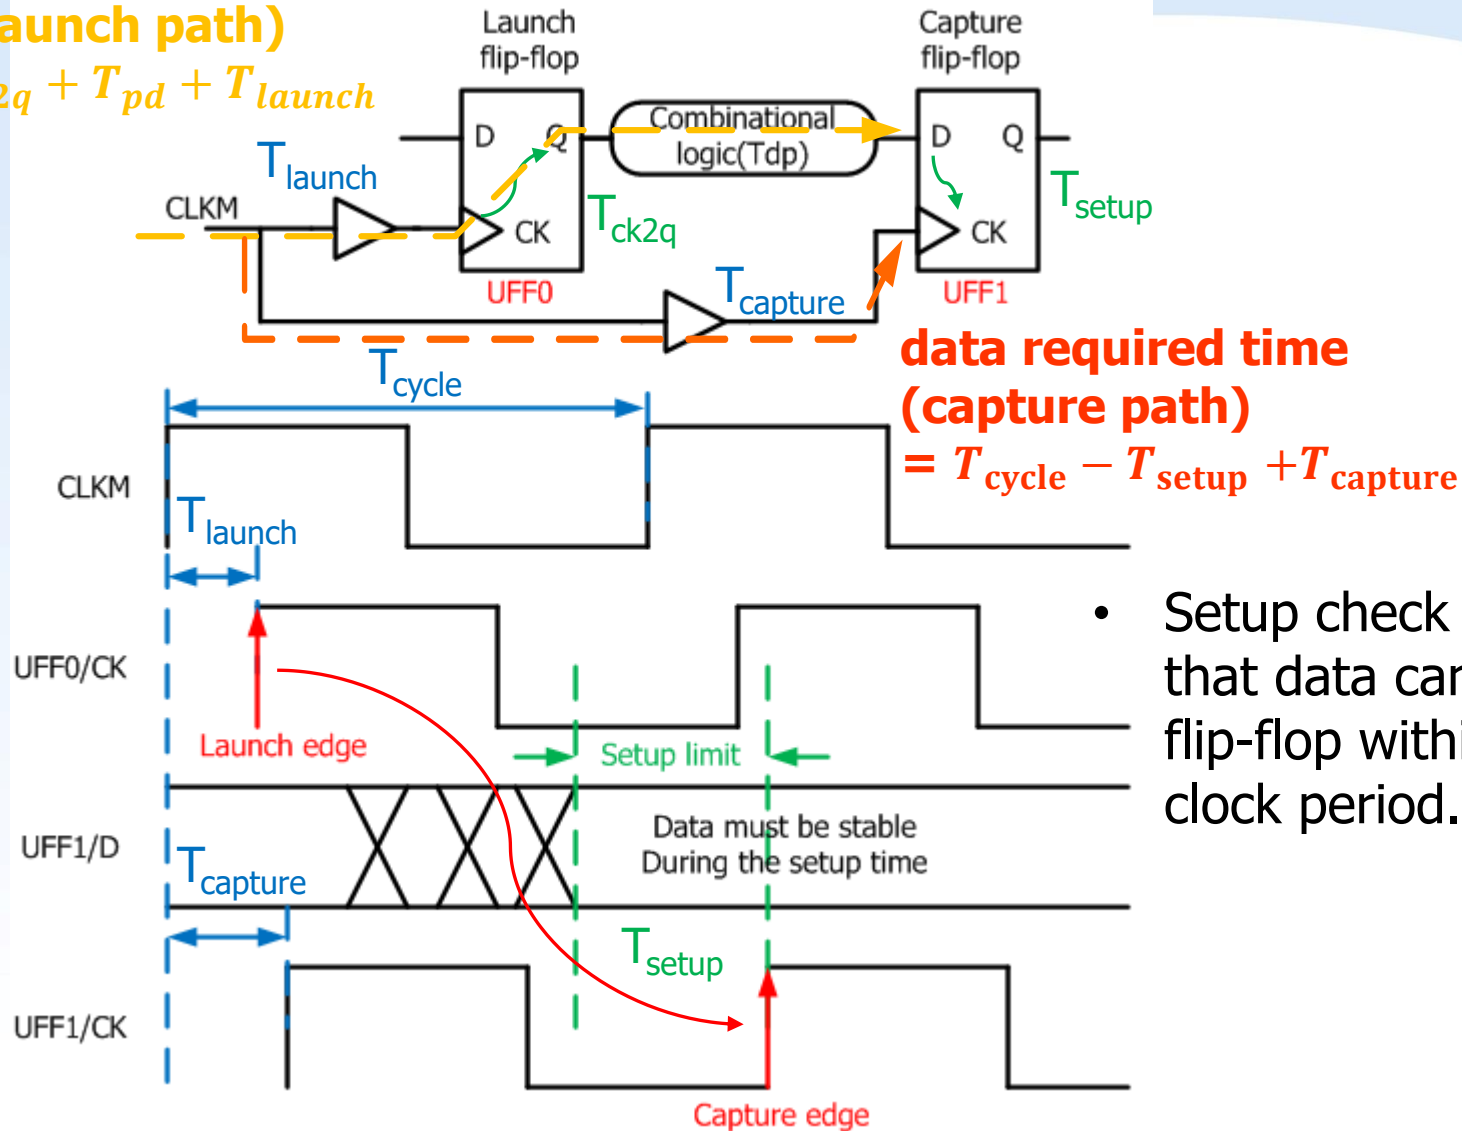 aunch path)
2q + Tpd + Tlaunch
Launch
flip-flop
Capture
flip-flop
D
Q
Combinational
logic(Tdp)
D
Q
Tlaunch
CLKM
CK
Tck2q
CK
Tsetup
UFF0
Tcapture
UFF1
data required time
(capture path)
= Tcycle − Tsetup +Tcapture
Tcycle
CLKM
Tlaunch
• Setup check
that data ca
flip-flop withi
clock period.
UFF0/CK
Launch edge
Setup limit
UFF1/D
Data must be stable
During the setup time
Tcapture
Tsetup
UFF1/CK
Capture edge